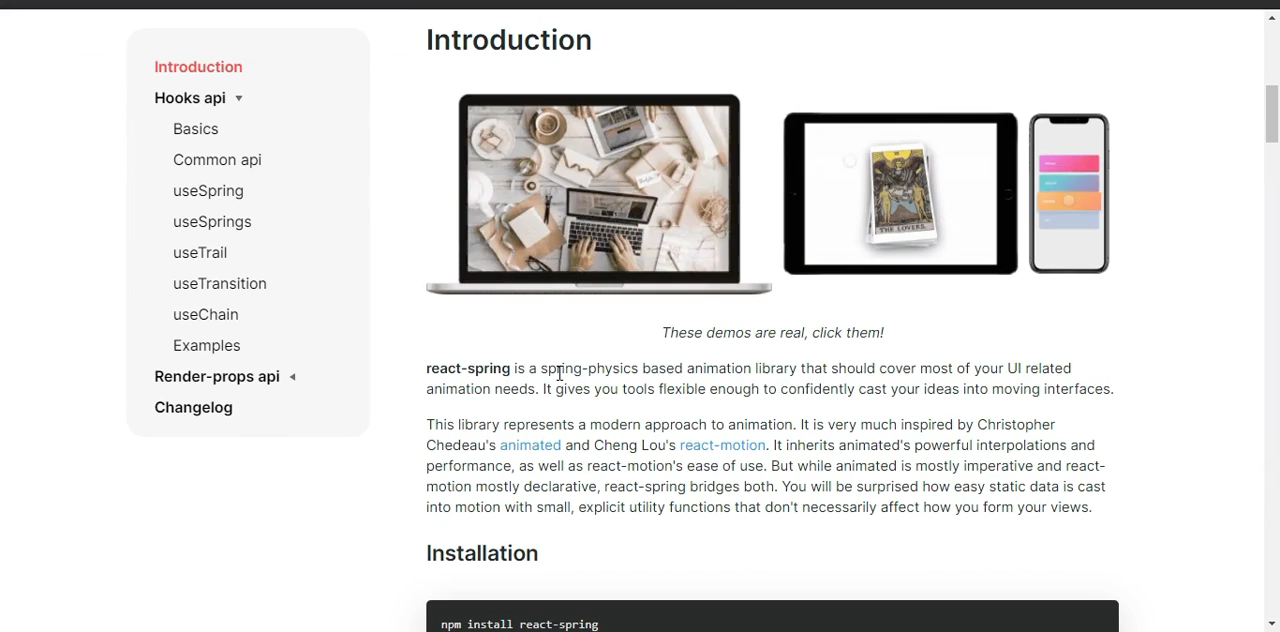 Introduction
Introduction
Hooks api
Basics
Common api
useSpring
useSprings
useTrail
useTransition
useChain
Examples
Render-props api
Changelog
THE LOVERS.
These demos are real, click them!
react-spring is a spring-physics based animation library that should cover most of your UI related
animation needs. It gives you tools flexible enough to confidently cast your ideas into moving interfaces.
This library represents a modern approach to animation. It is very much inspired by Christopher
Chedeau's animated and Cheng Lou's react-motion. It inherits animated's powerful interpolations and
performance, as well as react-motion's ease of use. But while animated is mostly imperative and react-
motion mostly declarative, react-spring bridges both. You will be surprised how easy static data is cast
into motion with small, explicit utility functions that don't necessarily affect how you form your views.
Installation
npm install react-spring